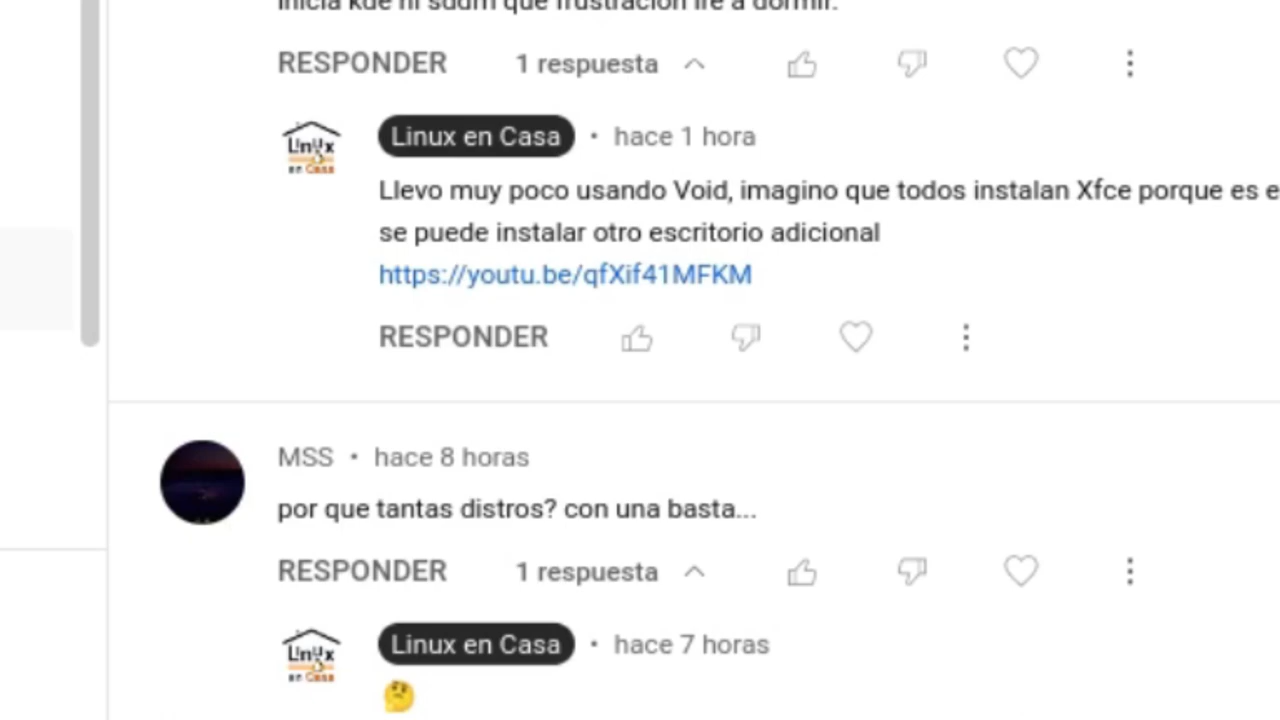 inicia kde ni sddm que frustración iré a dormir.
RESPONDER 1 respuesta
Linux en Casa • hace 1 hora
Llevo muy poco usando Void, imagino que todos instalan Xfce porque es
se puede instalar otro escritorio adicional
https://youtu.be/qfXif41MFKM
RESPONDER
MSS • hace 8 horas
por que tantas distros? con una basta...
RESPONDER 1 respuesta
Linux en Casa • hace 7 horas
🤔